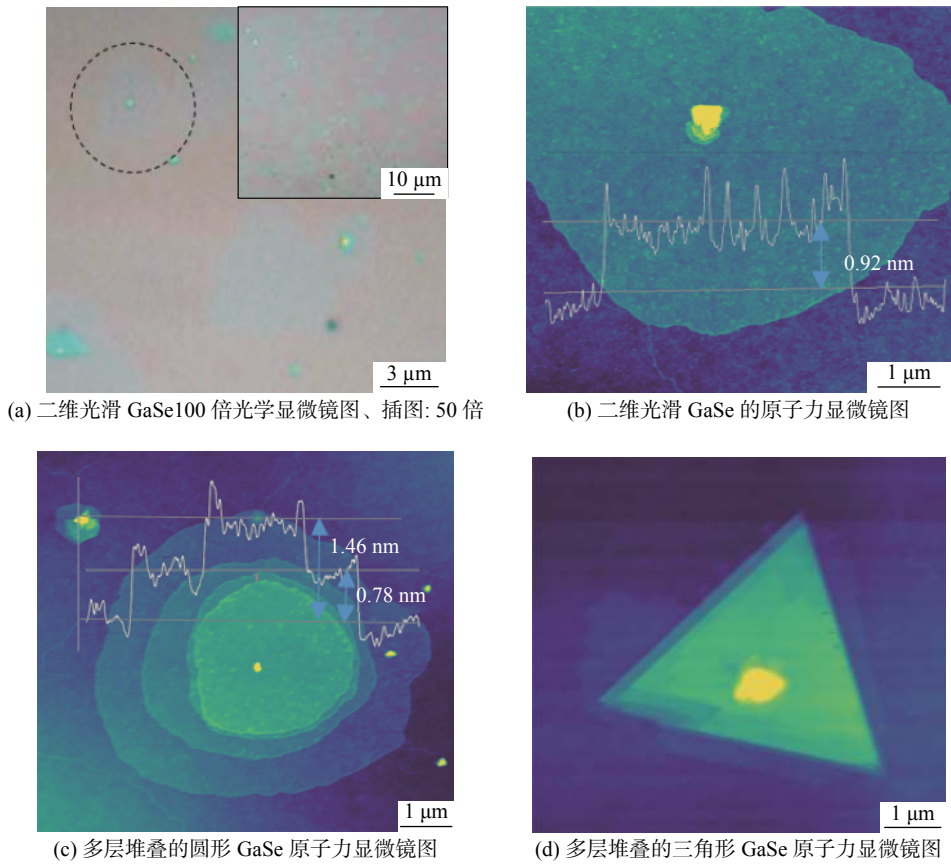 10 μm
3 μm
(a) 二维光滑 GaSe100 倍光学显微镜图、插图: 50 倍
0.92 nm
1 μm
(b) 二维光滑 GaSe 的原子力显微镜图
1.46 nm
0.78 nm
1 μm
(c) 多层堆叠的圆形 GaSe 原子力显微镜图
1 μm
(d) 多层堆叠的三角形 GaSe 原子力显微镜图